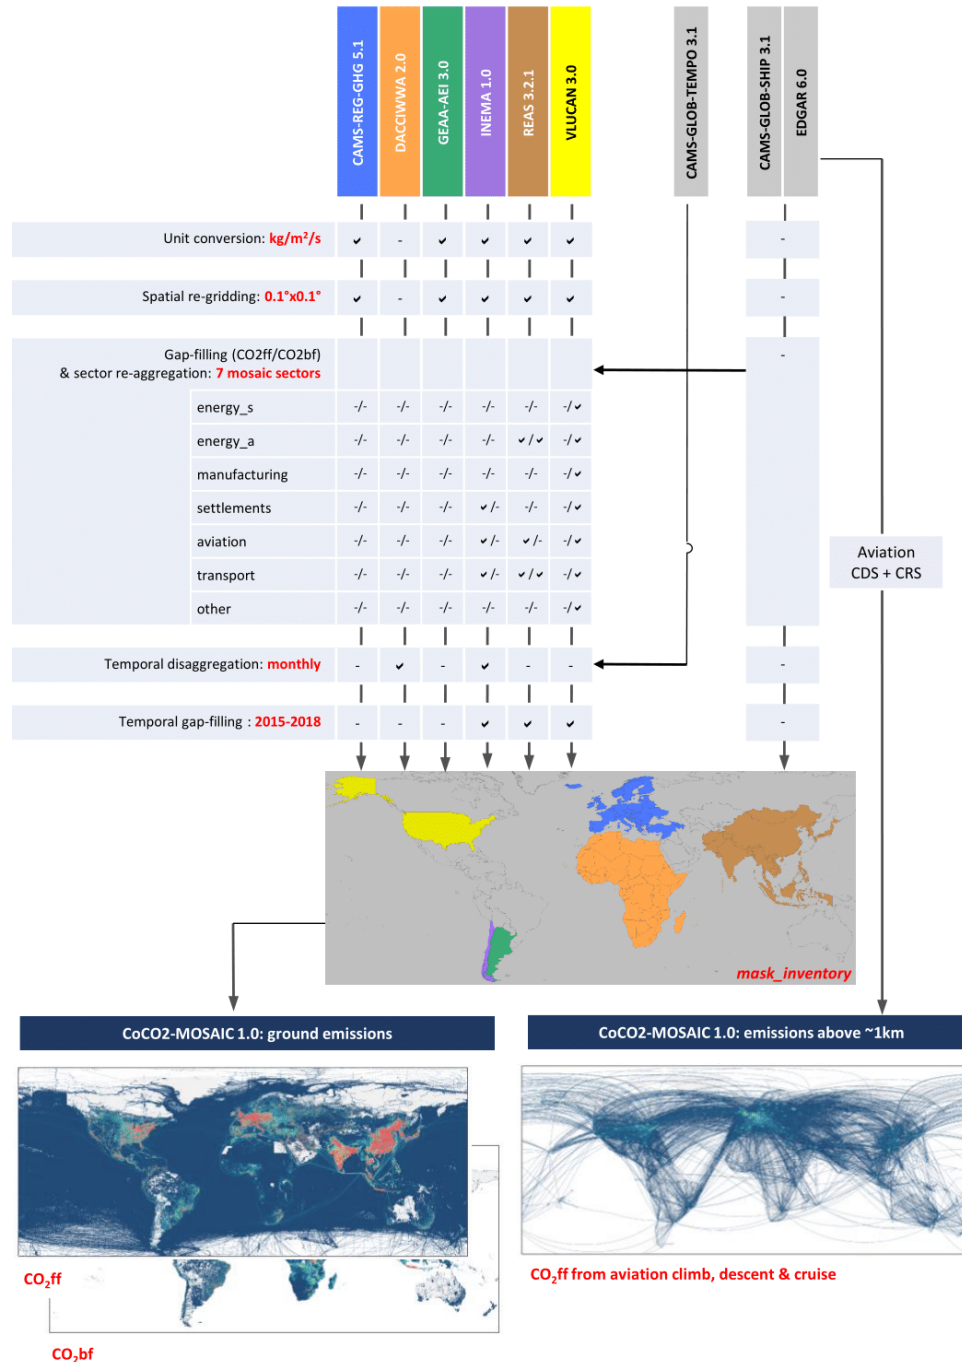 CAMS-REG-GHG 5.1
DACCIWWA 2.0
GEAA-AEI 3.0
INEMA 1.0
REAS 3.2.1
VLUCAN 3.0
CAMS-GLOB-TEMPO 3.1
CAMS-GLOB-SHIP 3.1
EDGAR 6.0
Unit conversion: kg/m²/s ✔ - ✔ ✔ ✔ ✔ -
Spatial re-gridding: 0.1°x0.1° ✔ - ✔ ✔ ✔ ✔ -
Gap-filling (CO2ff/CO2bf)
& sector re-aggregation: 7 mosaic sectors
-
energy_s -/- -/- -/- -/- -/- -/✔
energy_a -/- -/- -/- -/- ✔/✔ -/✔
manufacturing -/- -/- -/- -/- -/- -/✔
settlements -/- -/- -/- ✔/- -/- -/✔
aviation -/- -/- -/- ✔/- ✔/- -/✔
transport -/- -/- -/- ✔/- ✔/✔ -/✔
other -/- -/- -/- -/- -/- -/✔
Aviation
CDS + CRS
Temporal disaggregation: monthly - ✔ - ✔ - - -
Temporal gap-filling : 2015-2018 - - - ✔ ✔ ✔ -
mask_inventory
CoCO2-MOSAIC 1.0: ground emissions
CoCO2-MOSAIC 1.0: emissions above ~1km
CO₂ff
CO₂ff from aviation climb, descent & cruise
CO₂bf